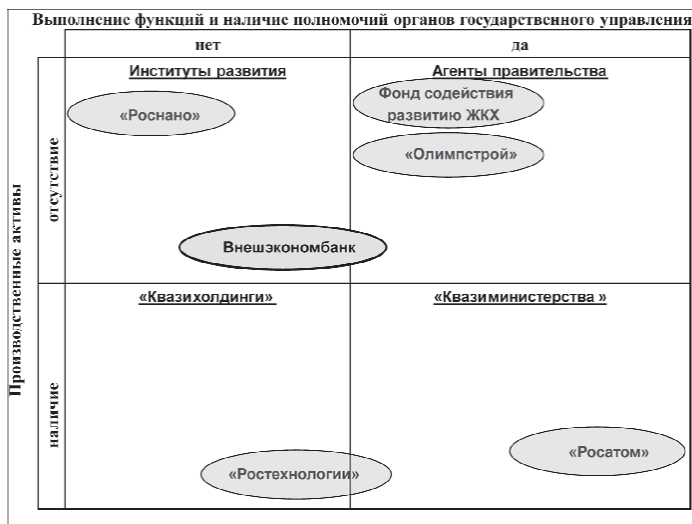 Выполнение функций и наличие полномочий органов государственного управления
нет
да
Производственные активы
отсутствие
Институты развития
«Роснано»
Внешэкономбанк
Агенты правительства
Фонд содействия
развитию ЖКХ
«Олимпстрой»
наличие
«Квазихолдинги»
«Ростехнологии»
«Квазиминистерства »
«Росатом»